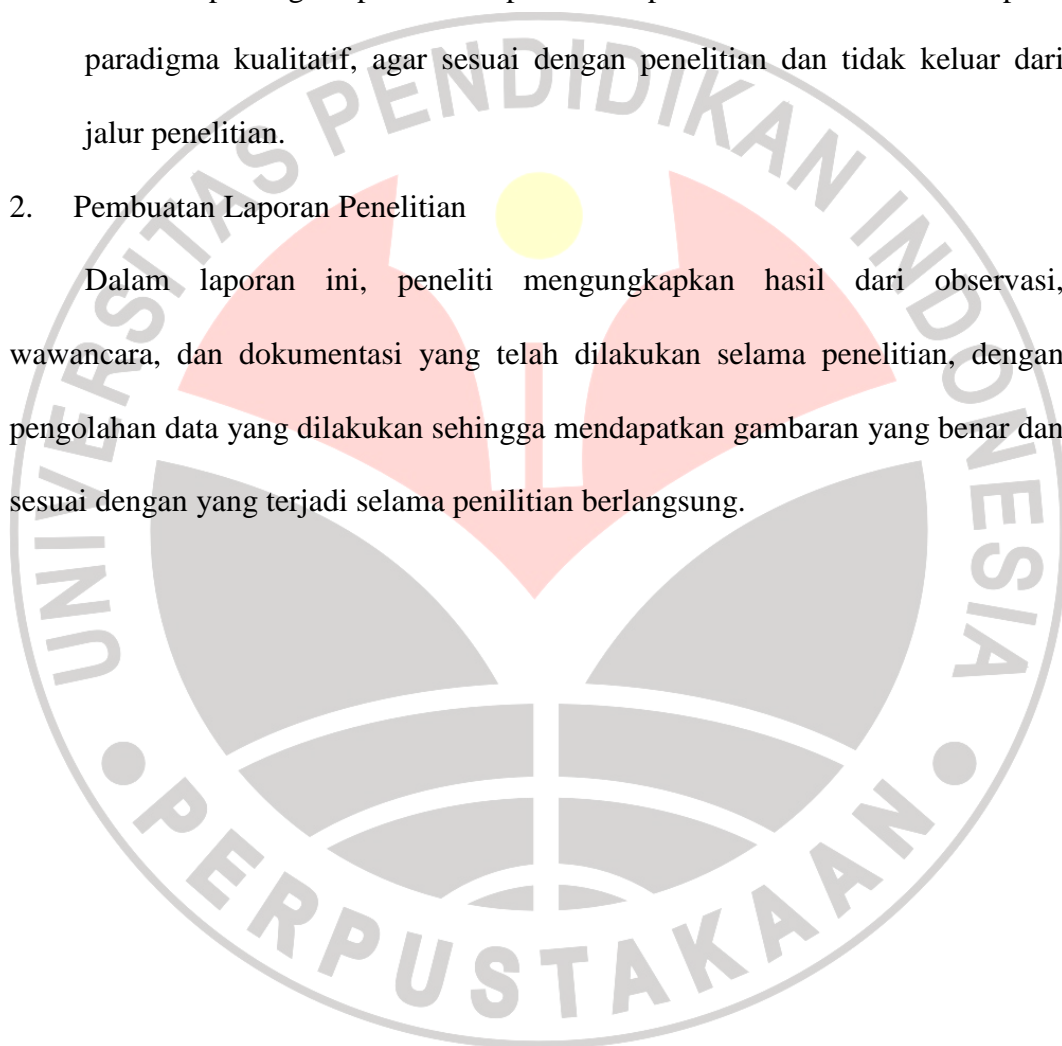 paradigma kualitatif, agar sesuai dengan penelitian dan tidak keluar dari
jalur penelitian.
2. Pembuatan Laporan Penelitian
Dalam laporan ini, peneliti mengungkapkan hasil dari observasi,
wawancara, dan dokumentasi yang telah dilakukan selama penelitian, dengan
pengolahan data yang dilakukan sehingga mendapatkan gambaran yang benar dan
sesuai dengan yang terjadi selama penilitian berlangsung.
UNIVERSITAS PENDIDIKAN INDONESIA
PERPUSTAKAAN